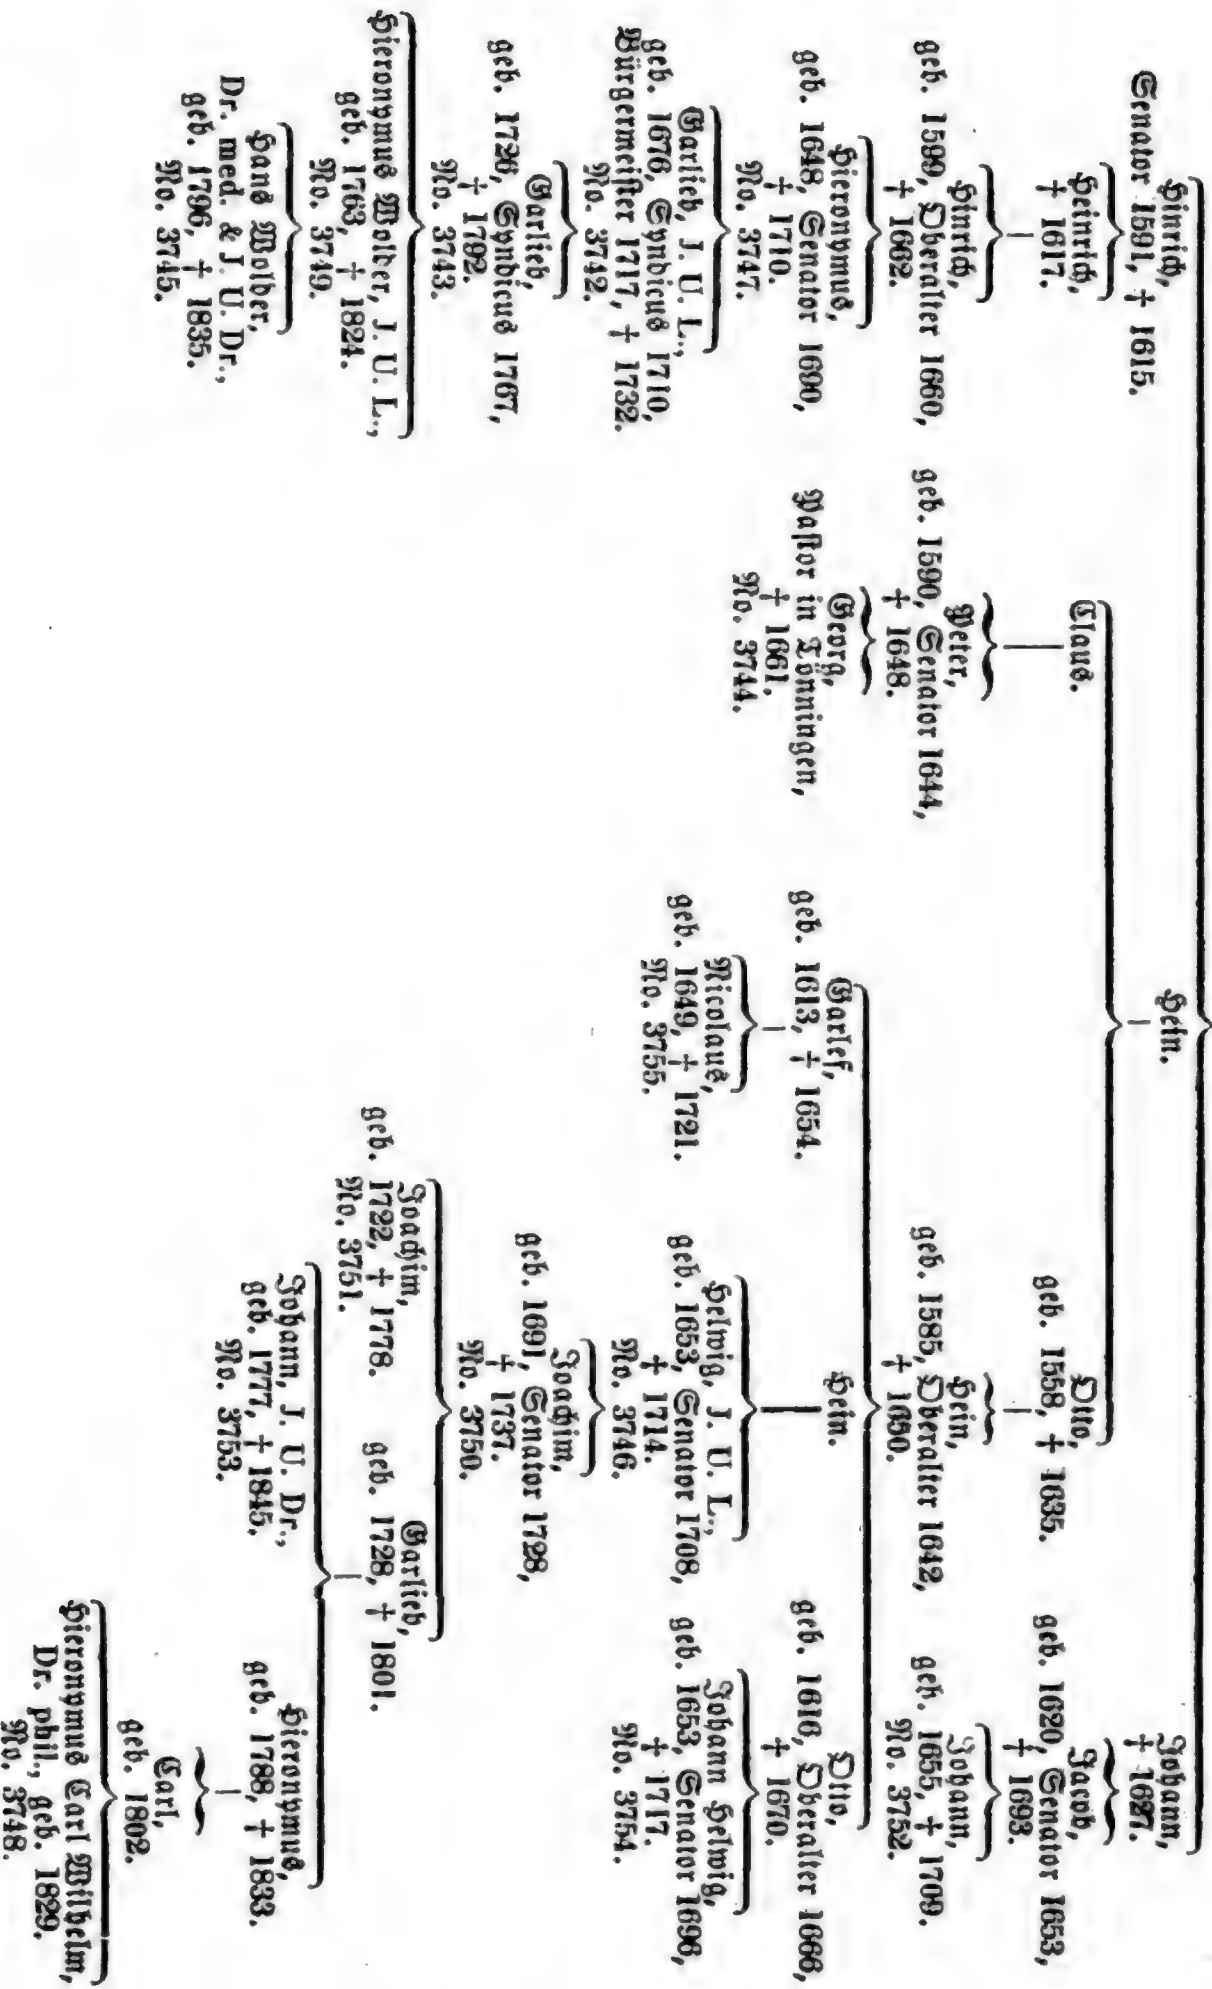 Hinrich,
Senator 1591, † 1615.
Hein.
Johann,
† 1627.
Heinrich,
† 1617.
Claus.
Otto,
geb. 1558, † 1635.
Jacob,
geb. 1620, Senator 1653,
† 1693.
Hinrich,
geb. 1599, Oberalter 1660,
† 1662.
Peter,
geb. 1590, Senator 1644,
† 1648.
Hein,
geb. 1585, Oberalter 1642,
† 1650.
Johann,
geb. 1655, † 1709.
No. 3752.
Hieronymus,
geb. 1648, Senator 1690,
† 1710.
No. 3747.
Georg,
Pastor in Tönningen,
† 1661.
No. 3744.
Garlef,
geb. 1613, † 1654.
Hein.
Otto,
geb. 1616, Oberalter 1666,
† 1670.
Garlieb, J. U. L.,
geb. 1676, Syndicus 1710,
Bürgermeister 1717, † 1732.
No. 3742.
Nicolaus,
geb. 1649, † 1721.
No. 3755.
Helwig, J. U. L.,
geb. 1653, Senator 1708,
† 1714.
No. 3746.
Johann Helwig,
geb. 1653, Senator 1696,
† 1717.
No. 3754.
Garlieb,
geb. 1726, Syndicus 1767,
† 1792.
No. 3743.
Joachim,
geb. 1691, Senator 1728,
† 1737.
No. 3750.
Hieronymus Wolber, J. U. L.,
geb. 1763, † 1824.
No. 3749.
Joachim,
geb. 1722, † 1778.
No. 3751.
Garlieb,
geb. 1728, † 1801.
Hans Wolber,
Dr. med. & J. U. Dr.,
geb. 1796, † 1835.
No. 3745.
Johann, J. U. Dr.,
geb. 1777, † 1845.
No. 3753.
Hieronymus,
geb. 1788, † 1833.
Carl,
geb. 1802.
Hieronymus Carl Wilhelm,
Dr. phil., geb. 1829.
No. 3748.